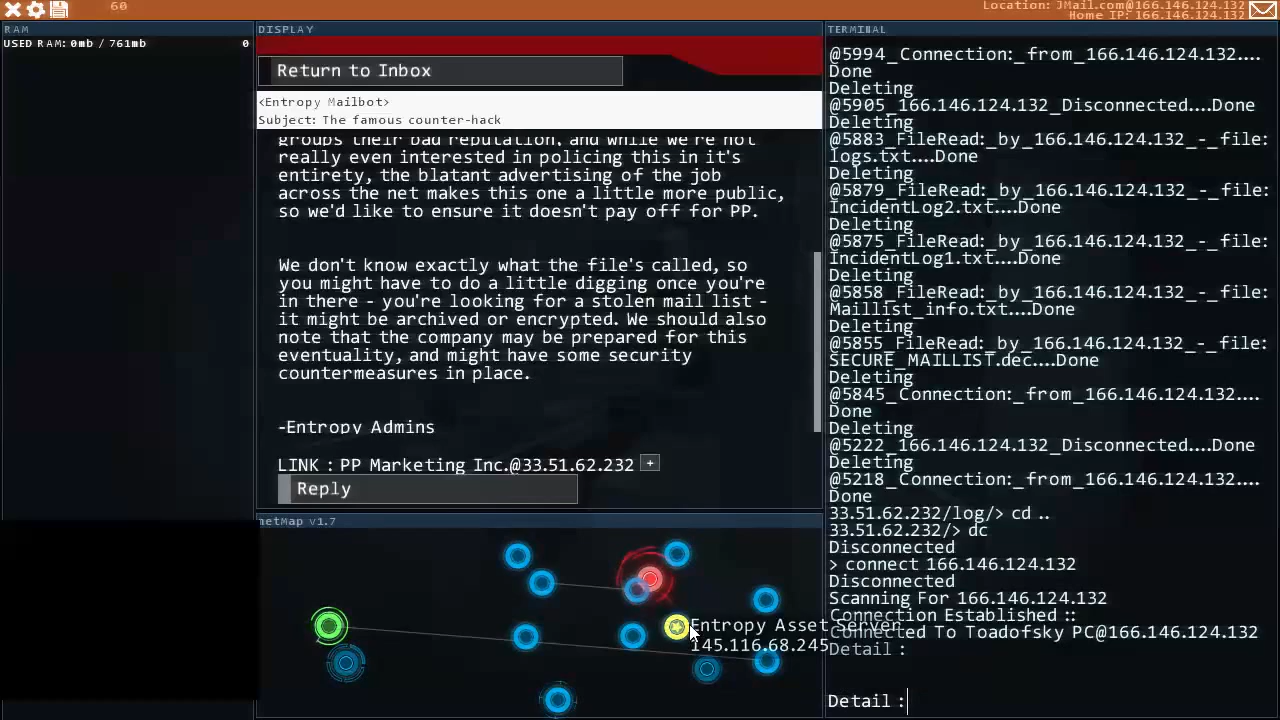 60
Location: JMail.com@166.146.124.132
Home IP: 166.146.124.132
RAM
USED RAM: 0mb / 761mb
0
DISPLAY
Return to Inbox
<Entropy Mailbot>
Subject: The famous counter-hack
groups their bad reputation, and while we're not
really even interested in policing this in it's
entirety, the blatant advertising of the job
across the net makes this one a little more public,
so we'd like to ensure it doesn't pay off for PP.
We don't know exactly what the file's called, so
you might have to do a little digging once you're
in there - you're looking for a stolen mail list -
it might be archived or encrypted. We should also
note that the company may be prepared for this
eventuality, and might have some security
countermeasures in place.
-Entropy Admins
LINK : PP Marketing Inc.@33.51.62.232
+
Reply
netMap v1.7
Entropy Asset Server
145.116.68.245
TERMINAL
@5994_Connection:_from_166.146.124.132....
Done
Deleting
@5905_166.146.124.132_Disconnected....Done
Deleting
@5883_FileRead:_by_166.146.124.132_-_file:
logs.txt....Done
Deleting
@5879_FileRead:_by_166.146.124.132_-_file:
IncidentLog2.txt....Done
Deleting
@5875_FileRead:_by_166.146.124.132_-_file:
IncidentLog1.txt....Done
Deleting
@5858_FileRead:_by_166.146.124.132_-_file:
Maillist_info.txt....Done
Deleting
@5855_FileRead:_by_166.146.124.132_-_file:
SECURE_MAILLIST.dec....Done
Deleting
@5845_Connection:_from_166.146.124.132....
Done
Deleting
@5222_166.146.124.132_Disconnected....Done
Deleting
@5218_Connection:_from_166.146.124.132....
Done
33.51.62.232/log/> cd ..
33.51.62.232/> dc
Disconnected
> connect 166.146.124.132
Disconnected
Scanning For 166.146.124.132
Connection Established ::
Connected To Toadofsky PC@166.146.124.132
Detail :
Detail :